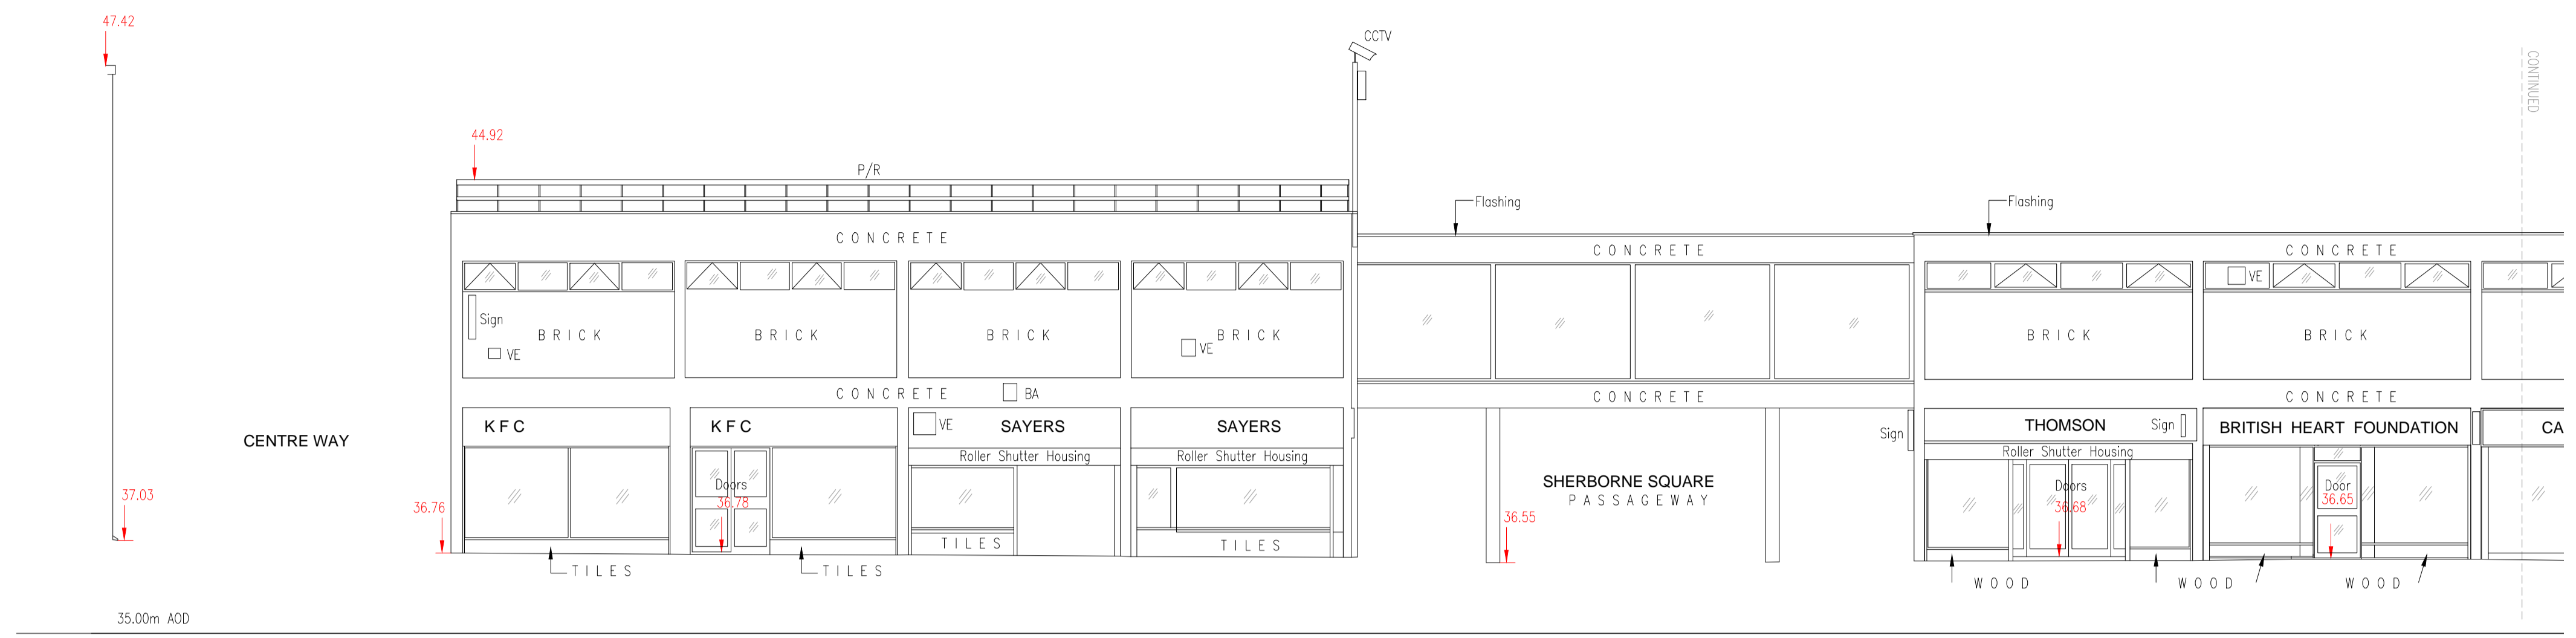 47.42
CCTV
CONTINUED
44.92
P/R
Flashing
Flashing
CONCRETE
CONCRETE
CONCRETE
VE
Sign
BRICK
BRICK
BRICK
BRICK
BRICK
BRICK
VE
VE
CONCRETE
BA
CONCRETE
CONCRETE
KFC
KFC
VE
SAYERS
SAYERS
Sign
THOMSON
Sign
BRITISH HEART FOUNDATION
CA
CENTRE WAY
Roller Shutter Housing
Roller Shutter Housing
Roller Shutter Housing
SHERBORNE SQUARE
PASSAGEWAY
Doors
36.78
Doors
36.68
Door
36.65
37.03
36.76
36.55
TILES
TILES
TILES
TILES
WOOD
WOOD
WOOD
35.00m AOD